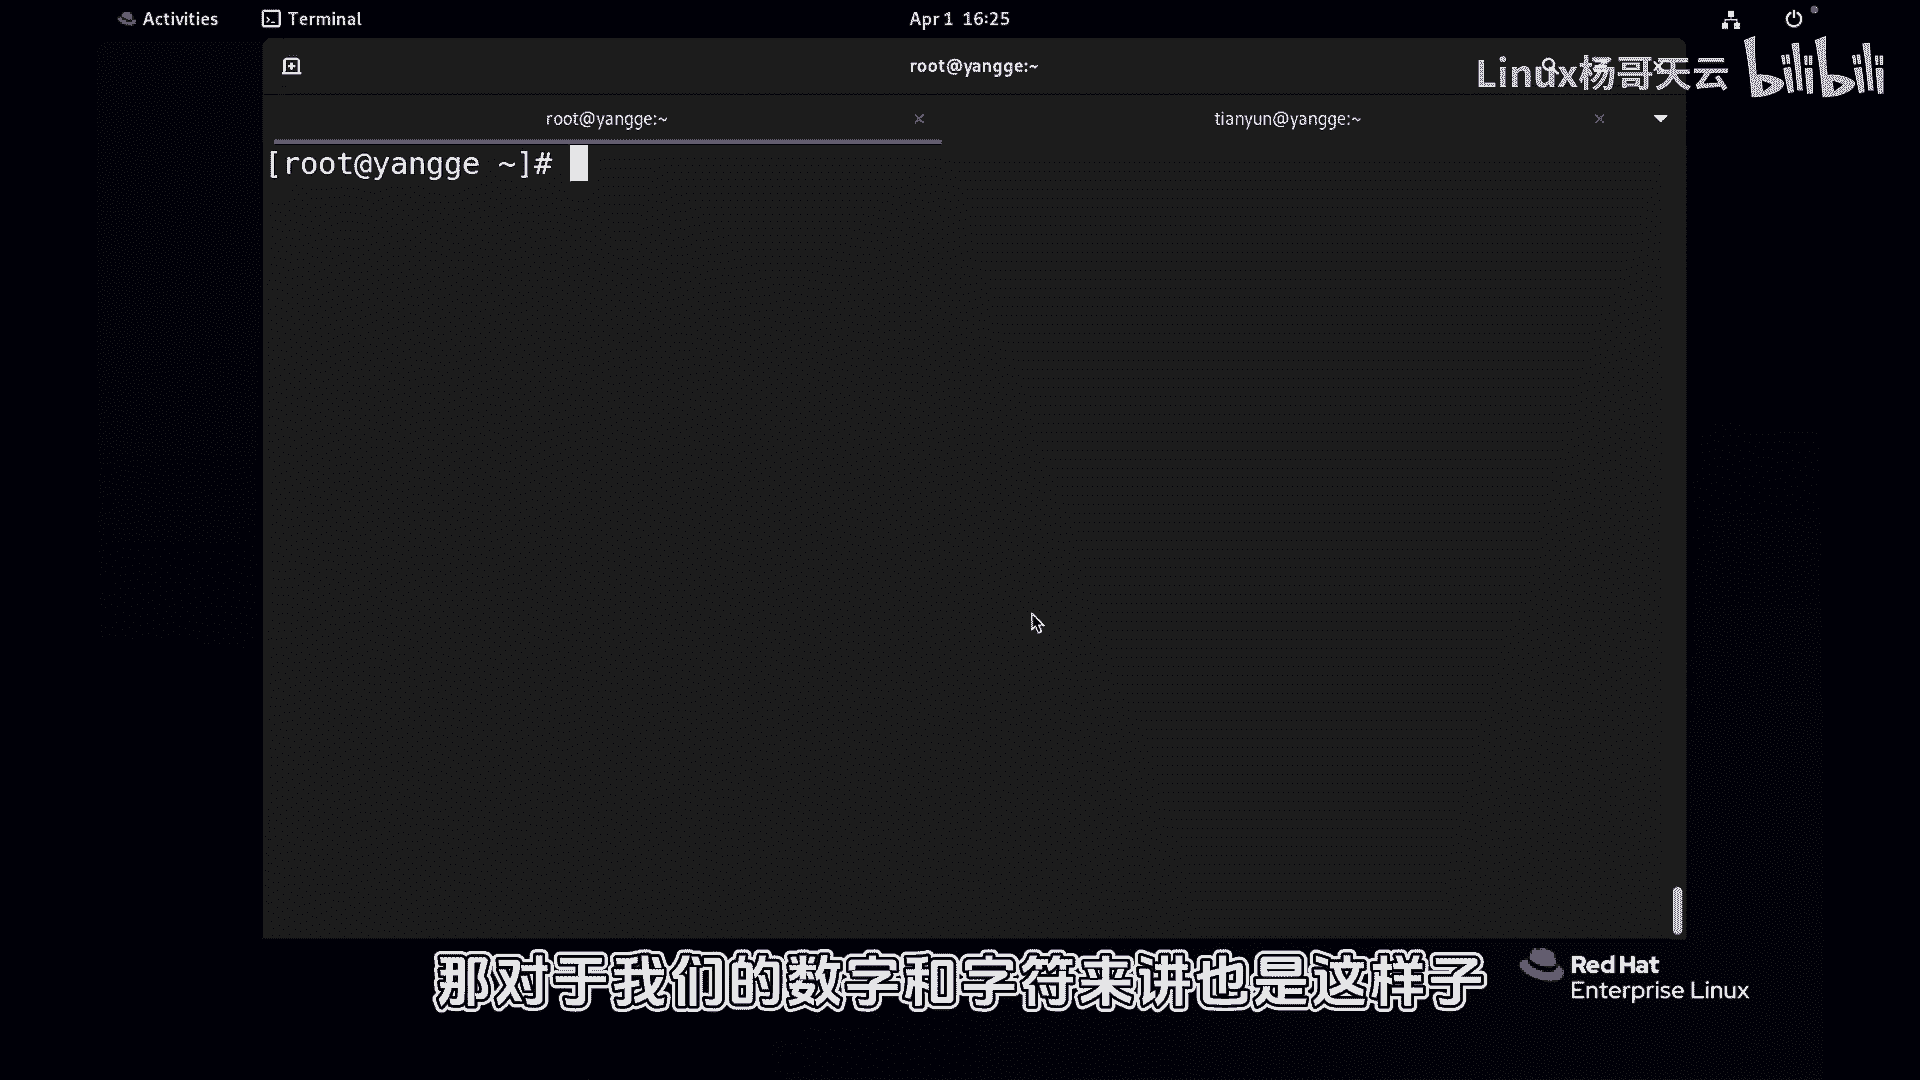 Activities
Terminal
Apr 1 16:25
root@yangge:~
Linux杨哥天云 bilibili
root@yangge:~
tianyun@yangge:~
[root@yangge ~]#
那对于我们的数字和字符来讲也是这样子
Red Hat
Enterprise Linux